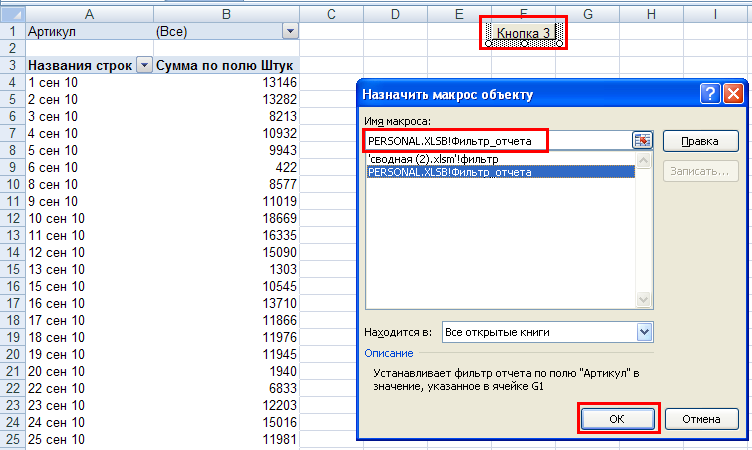 A B C D E F G H I
1 Артикул (Все) Кнопка 3
2
3 Названия строк Сумма по полю Штук
4 1 сен 10 13146
5 2 сен 10 13282
6 3 сен 10 8213
7 4 сен 10 10932
8 5 сен 10 9943
9 6 сен 10 422
10 8 сен 10 8577
11 9 сен 10 11019
12 10 сен 10 18669
13 11 сен 10 16335
14 12 сен 10 15090
15 13 сен 10 1303
16 15 сен 10 10545
17 16 сен 10 13710
18 17 сен 10 11866
19 18 сен 10 11976
20 19 сен 10 11945
21 20 сен 10 1940
22 22 сен 10 6833
23 23 сен 10 12203
24 24 сен 10 15016
25 25 сен 10 11981
Назначить макрос объекту
Имя макроса:
PERSONAL.XLSB!Фильтр_отчета
Правка
'сводная (2).xlsm'!фильтр
PERSONAL.XLSB!Фильтр_отчета
Записать...
Находится в: Все открытые книги
Описание
Устанавливает фильтр отчета по полю "Артикул" в
значение, указанное в ячейке G1
ОК Отмена